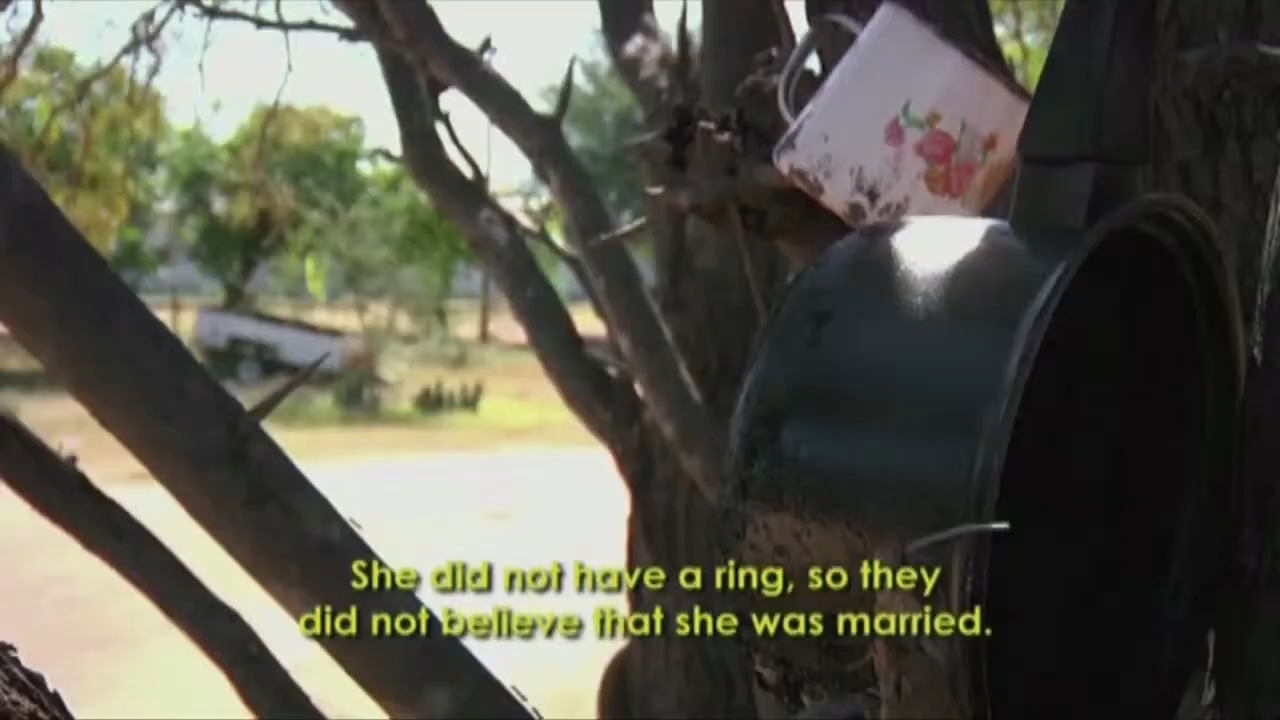 She did not have a ring, so they
did not believe that she was married.